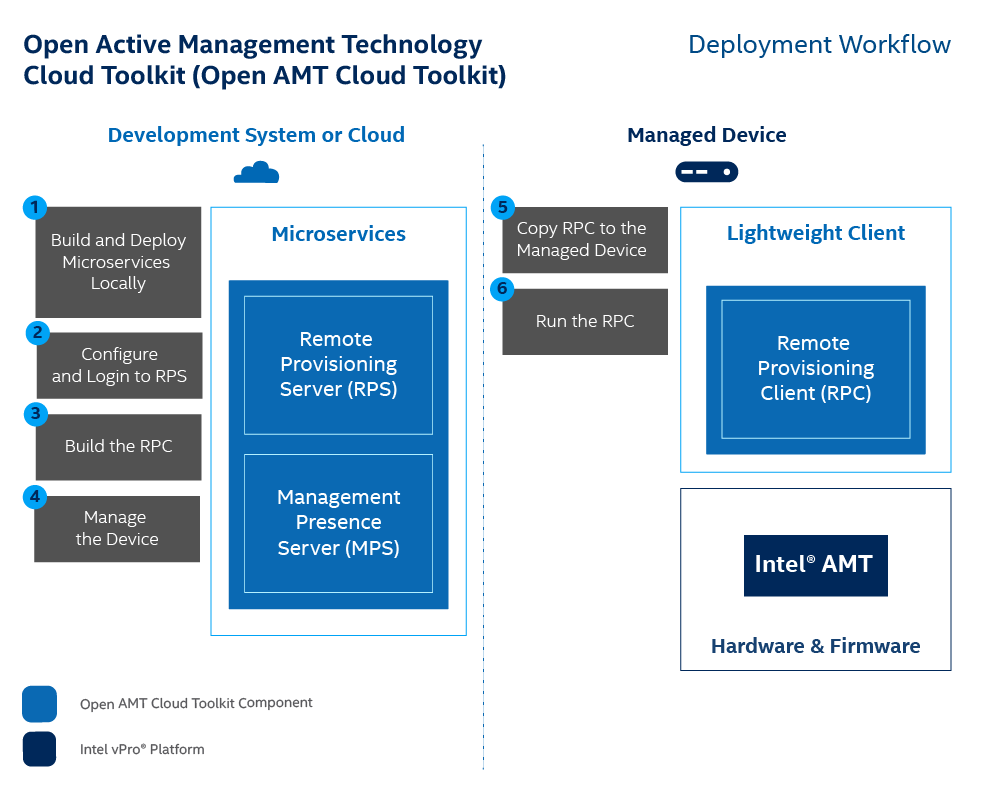 Open Active Management Technology
Cloud Toolkit (Open AMT Cloud Toolkit)
Deployment Workflow
Development System or Cloud
1
Build and Deploy
Microservices
Locally
2
Configure
and Login to RPS
3
Build the RPC
4
Manage
the Device
Microservices
Remote
Provisioning
Server (RPS)
Management
Presence
Server (MPS)
Managed Device
5
Copy RPC to the
Managed Device
6
Run the RPC
Lightweight Client
Remote
Provisioning
Client (RPC)
Intel® AMT
Hardware & Firmware
Open AMT Cloud Toolkit Component
Intel vPro® Platform